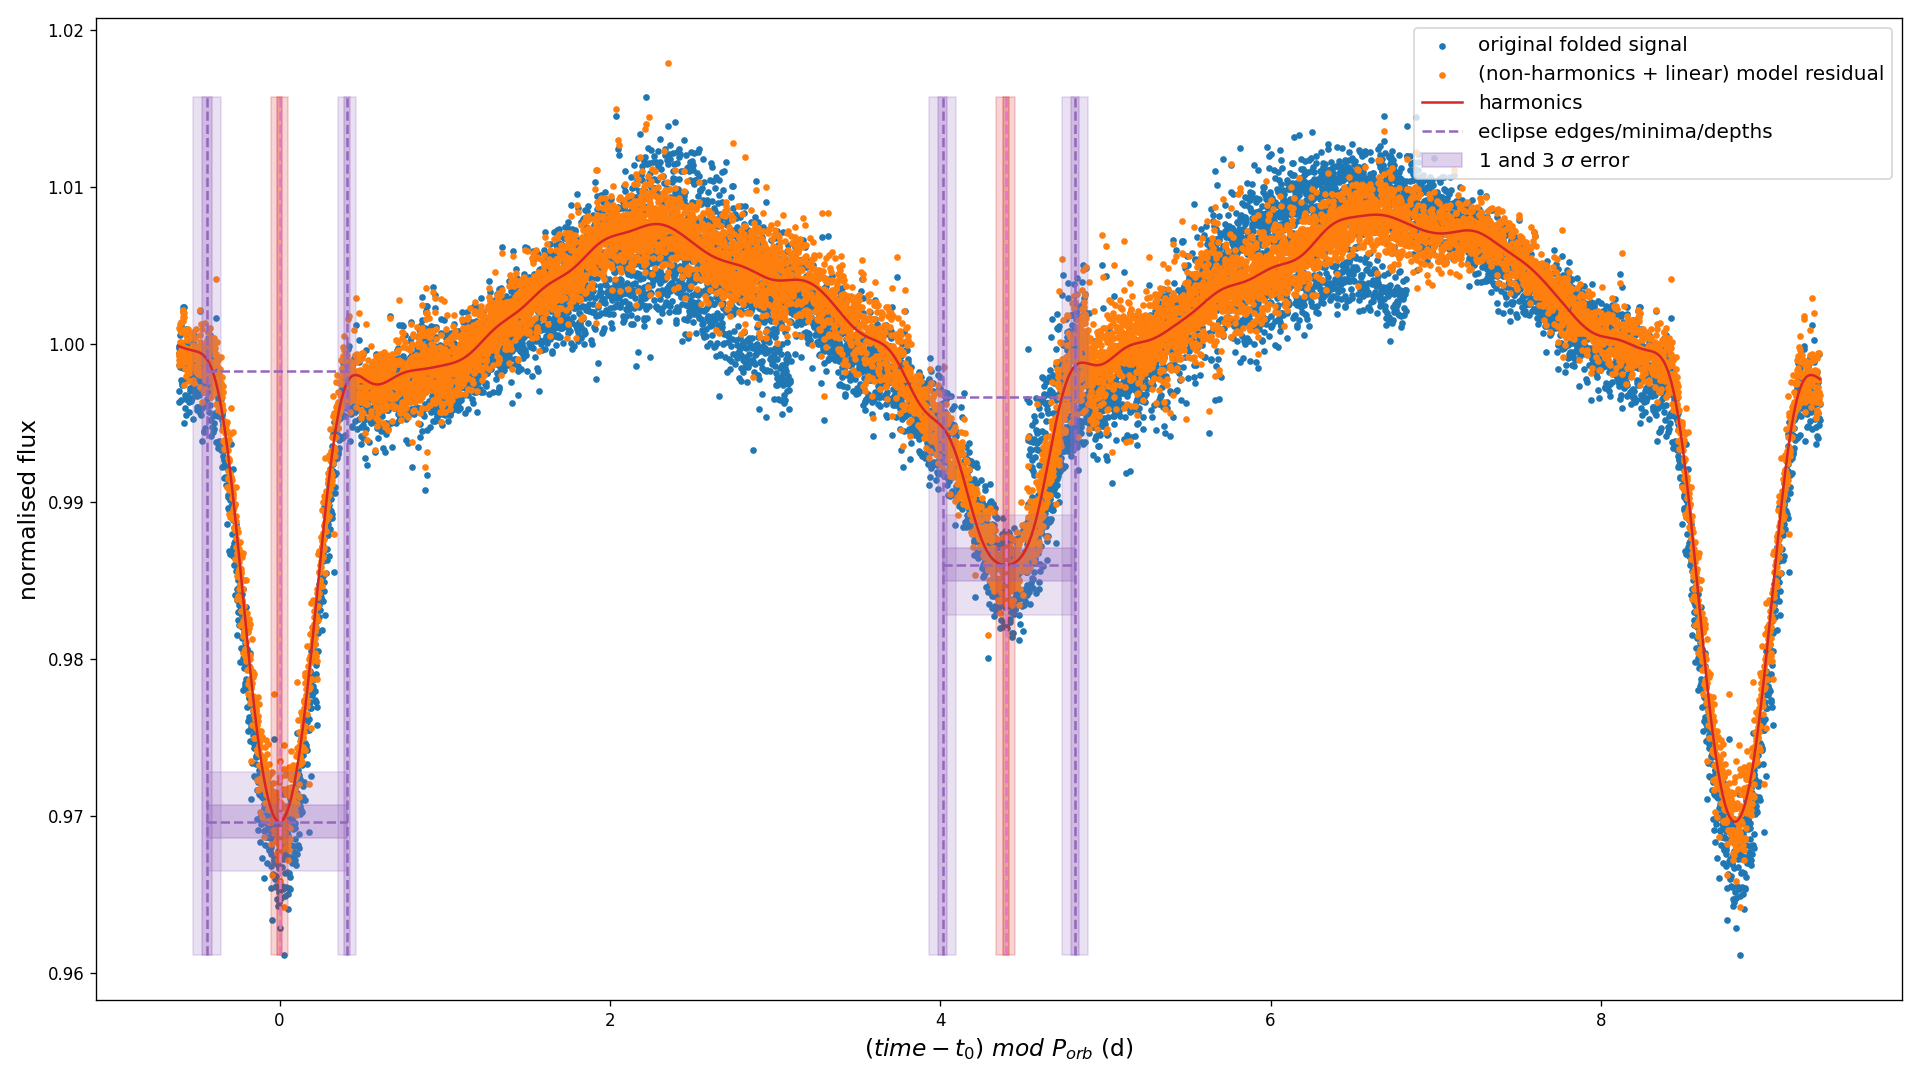 1.02
1.01
1.00
0.99
0.98
0.97
0.96
normalised flux
original folded signal
(non-harmonics + linear) model residual
harmonics
eclipse edges/minima/depths
1 and 3 σ error
0 2 4 6 8
(time − t₀) mod Pₒᵣb (d)